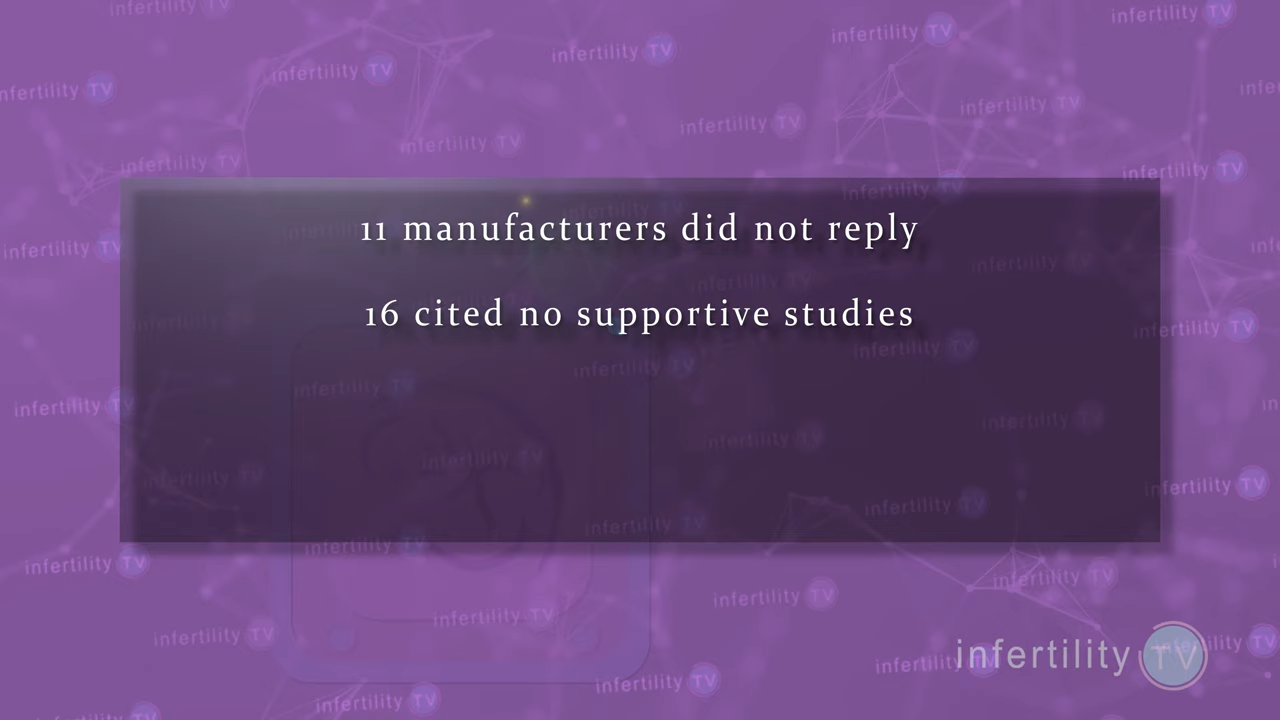 11 manufacturers did not reply
16 cited no supportive studies
infertility TV